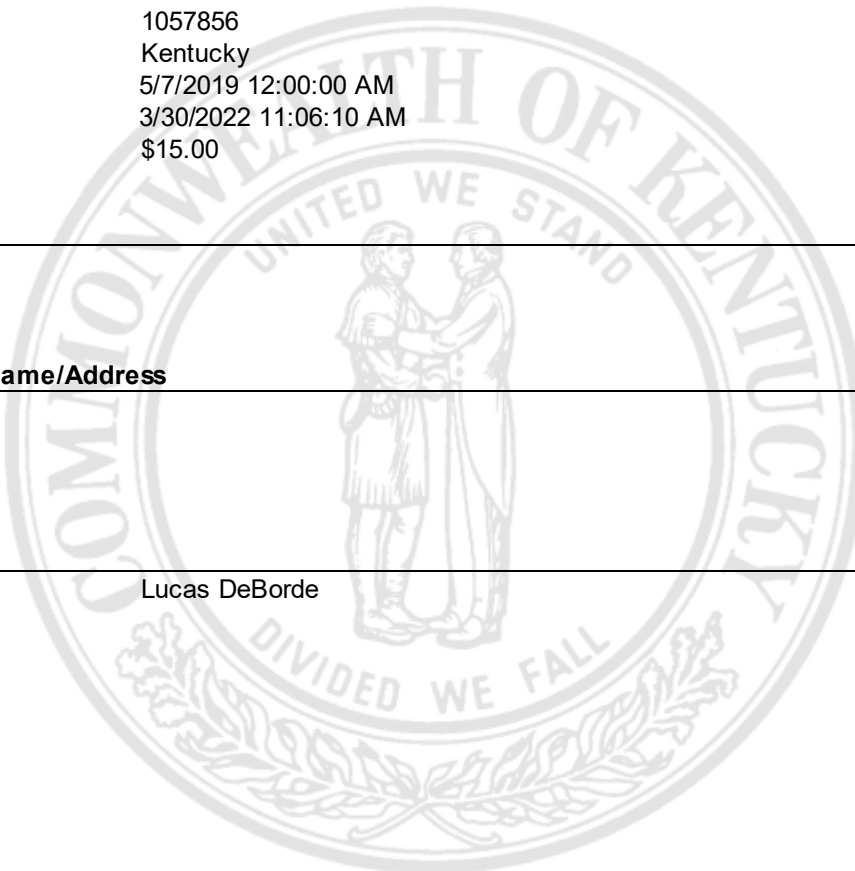 1057856
Kentucky
5/7/2019 12:00:00 AM
3/30/2022 11:06:10 AM
$15.00
COMMONWEALTH OF KENTUCKY
UNITED WE STAND
ame/Address
Lucas DeBorde
DIVIDED WE FALL